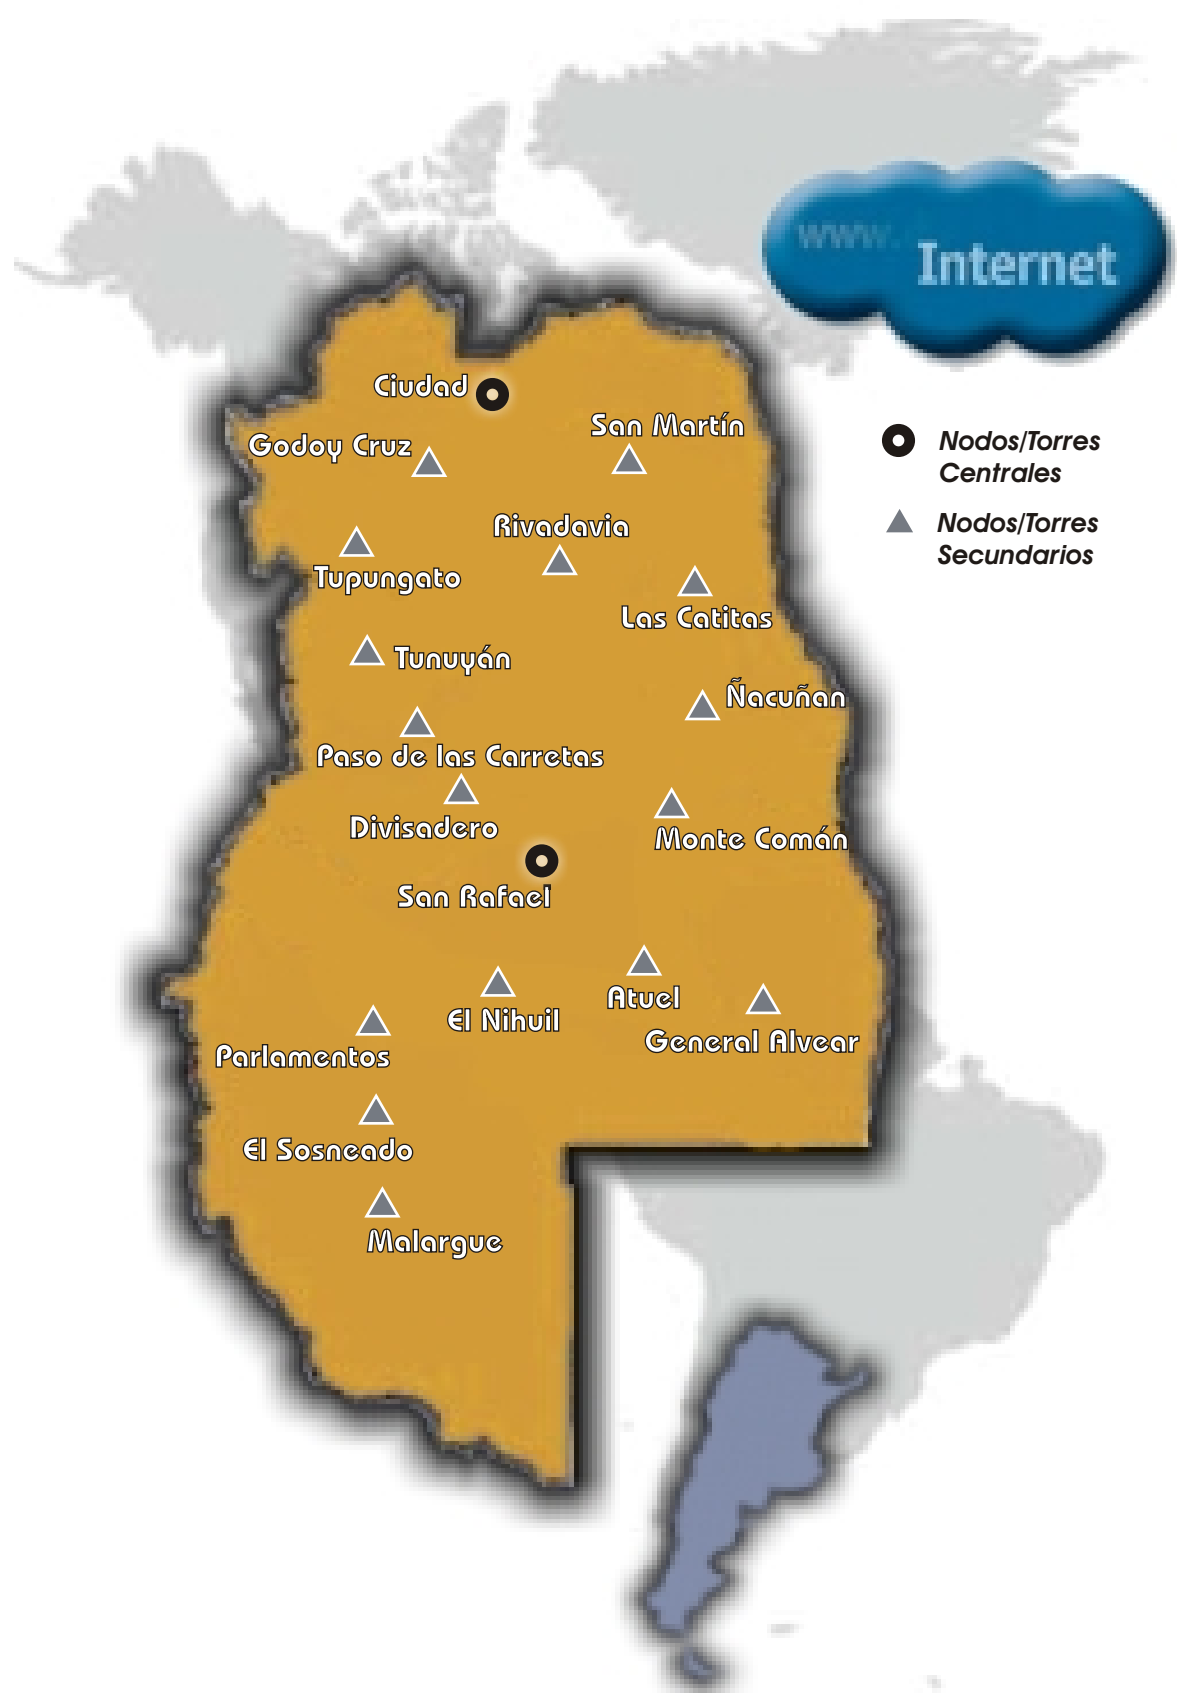 www.
Internet
Ciudad
San Martín
Godoy Cruz
Nodos/Torres
Centrales
Rivadavia
Nodos/Torres
Secundarios
Tupungato
Las Catitas
Tunuyán
Ñacuñan
Paso de las Carretas
Divisadero
Monte Comán
San Rafael
Atuel
El Nihuil
General Alvear
Parlamentos
El Sosneado
Malargue